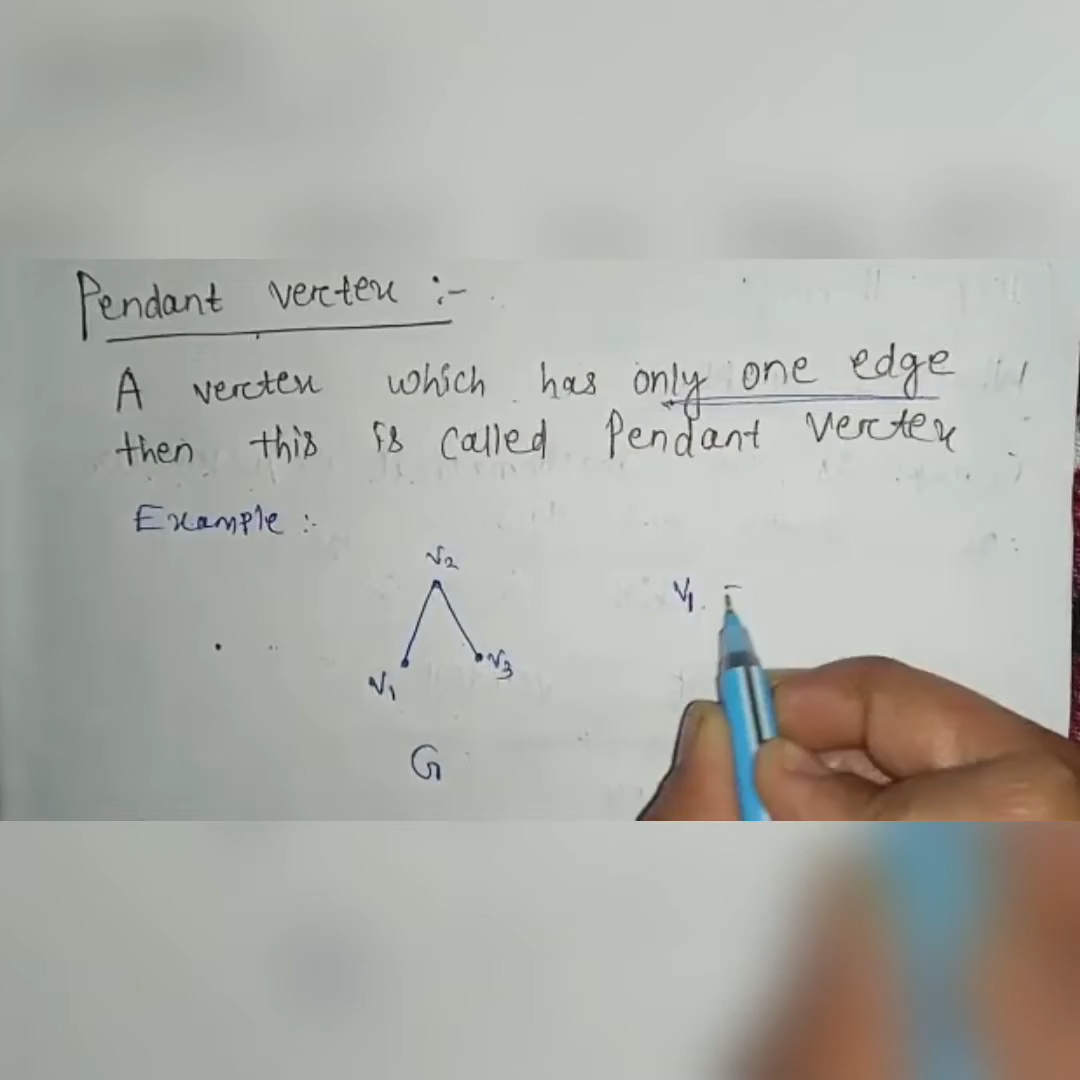 Pendant vertex :-
A vertex which has only one edge
then this is called Pendant Vertex
Example :-
V2
V1 -
V1
V3
G